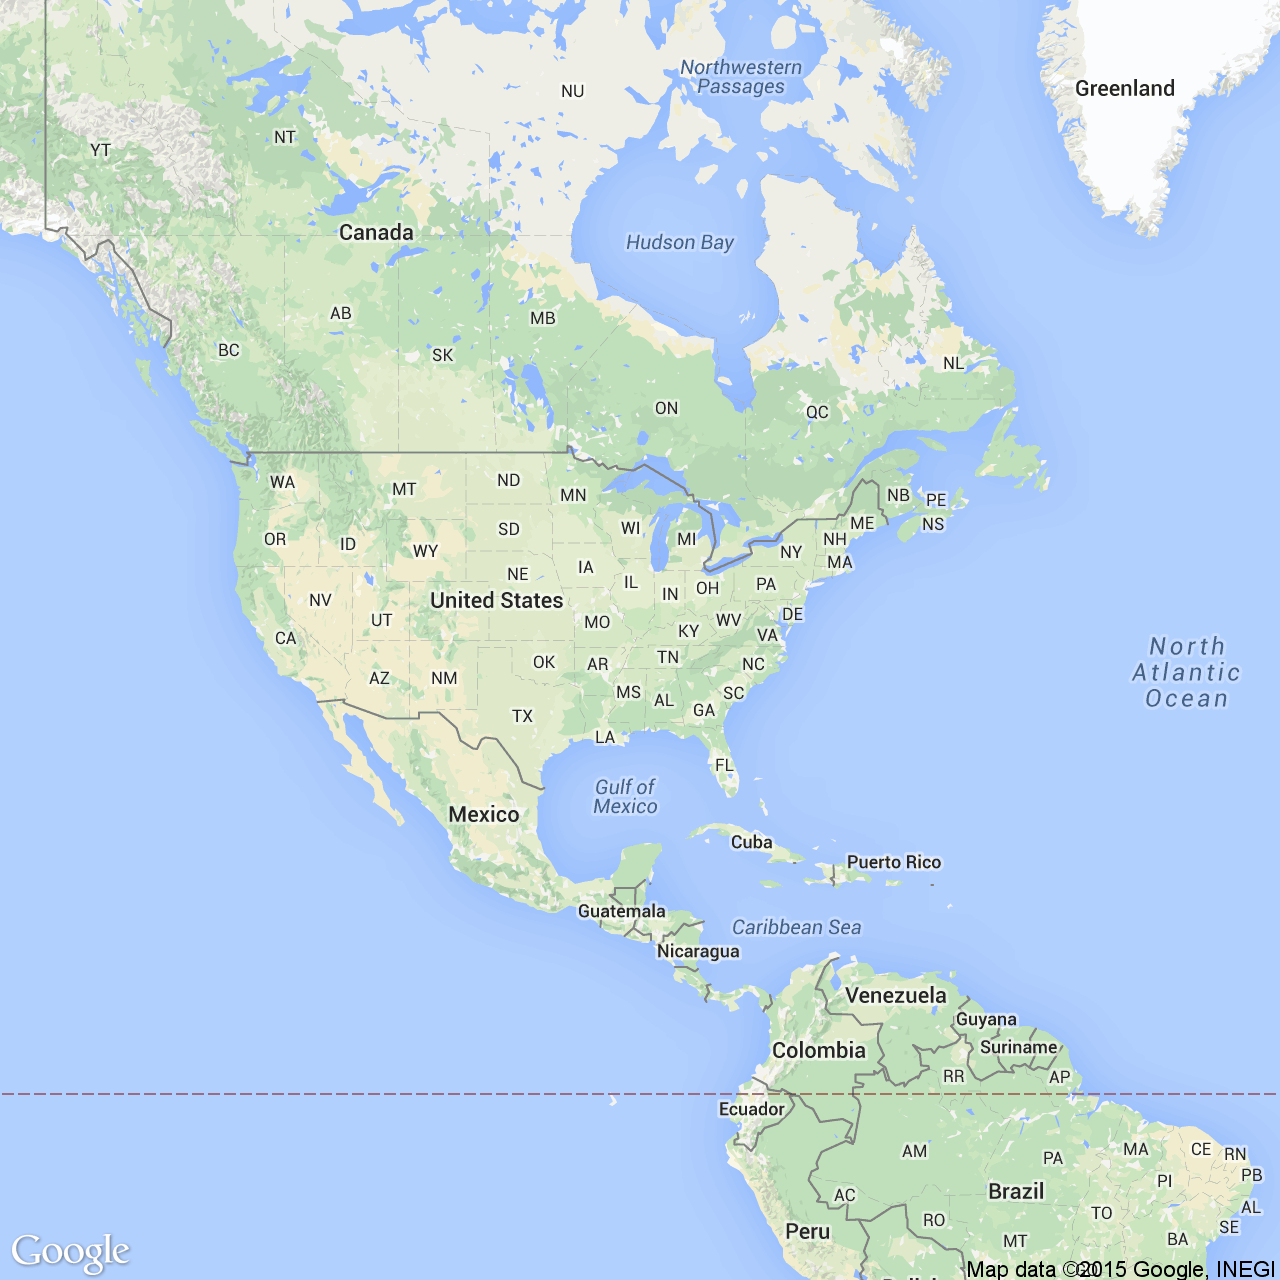 Northwestern
Passages
Greenland
NU
NT
YT
Canada
Hudson Bay
AB
MB
BC
SK
NL
ON
QC
WA
MT
ND
MN
NB
PE
NS
OR
ID
WY
SD
WI
MI
NY
NH
ME
MA
NE
IA
IL
IN
OH
PA
United States
NV
UT
CA
MO
KY
WV
VA
DE
AZ
NM
OK
AR
TN
NC
MS
AL
GA
SC
TX
LA
FL
North
Atlantic
Ocean
Gulf of
Mexico
Mexico
Cuba
Puerto Rico
Guatemala
Caribbean Sea
Nicaragua
Venezuela
Guyana
Suriname
Colombia
RR
AP
Ecuador
AM
PA
MA
CE
RN
PB
PI
AL
Brazil
AC
TO
SE
RO
MT
BA
Peru
Google
Map data ©2015 Google, INEGI